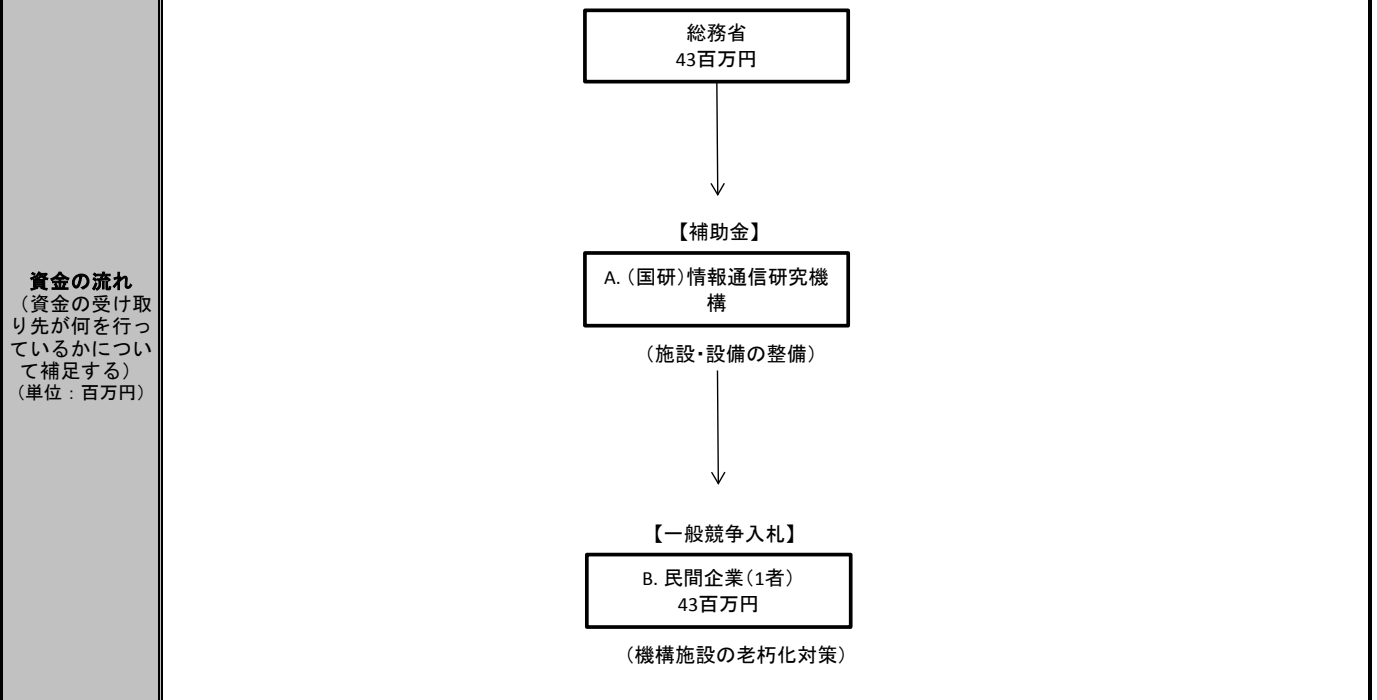 資金の流れ
（資金の受け取
り先が何を行っ
ているかについ
て補足する）
（単位：百万円）
総務省
43百万円
【補助金】
A.（国研）情報通信研究機
構
（施設・設備の整備）
【一般競争入札】
B. 民間企業（1者）
43百万円
（機構施設の老朽化対策）